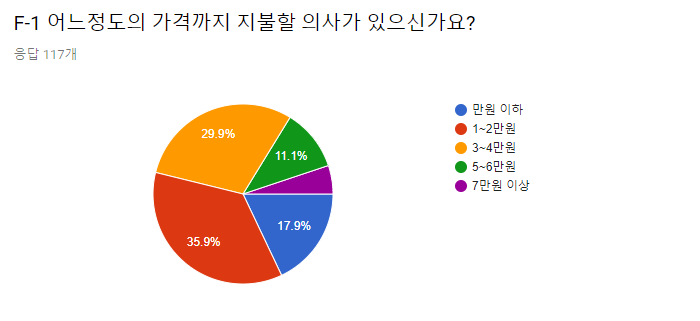 F-1 어느정도의 가격까지 지불할 의사가 있으신가요?
응답 117개
만원 이하
1~2만원
3~4만원
5~6만원
7만원 이상
29.9%
11.1%
17.9%
35.9%